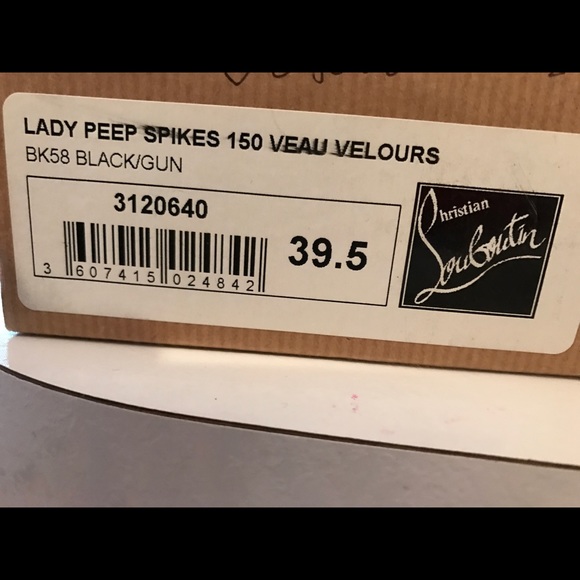 LADY PEEP SPIKES 150 VEAU VELOURS
BK58 BLACK/GUN
3120640
3 607415 024842
39.5
Christian
Louboutin